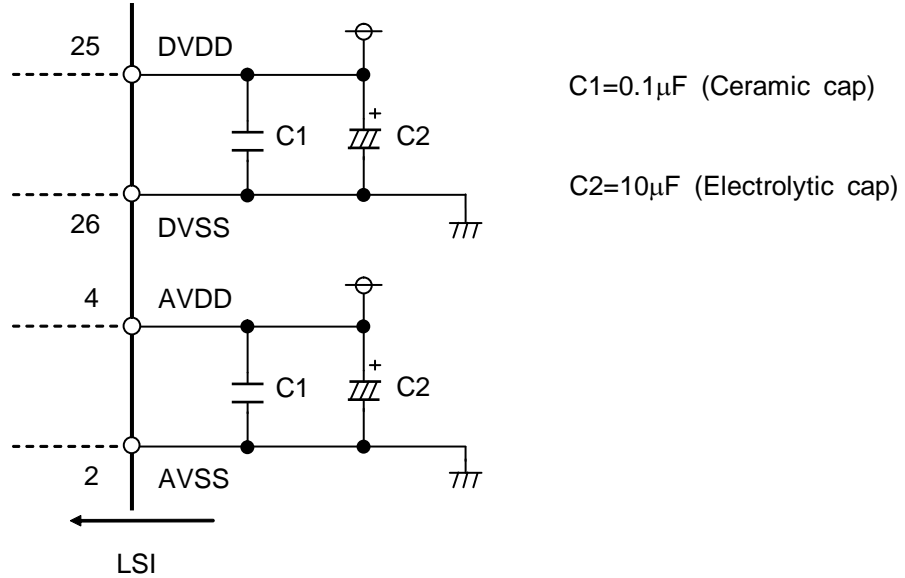 25 DVDD
+
C1 C2
26 DVSS
4 AVDD
+
C1 C2
2 AVSS
LSI
C1=0.1μF (Ceramic cap)
C2=10μF (Electrolytic cap)